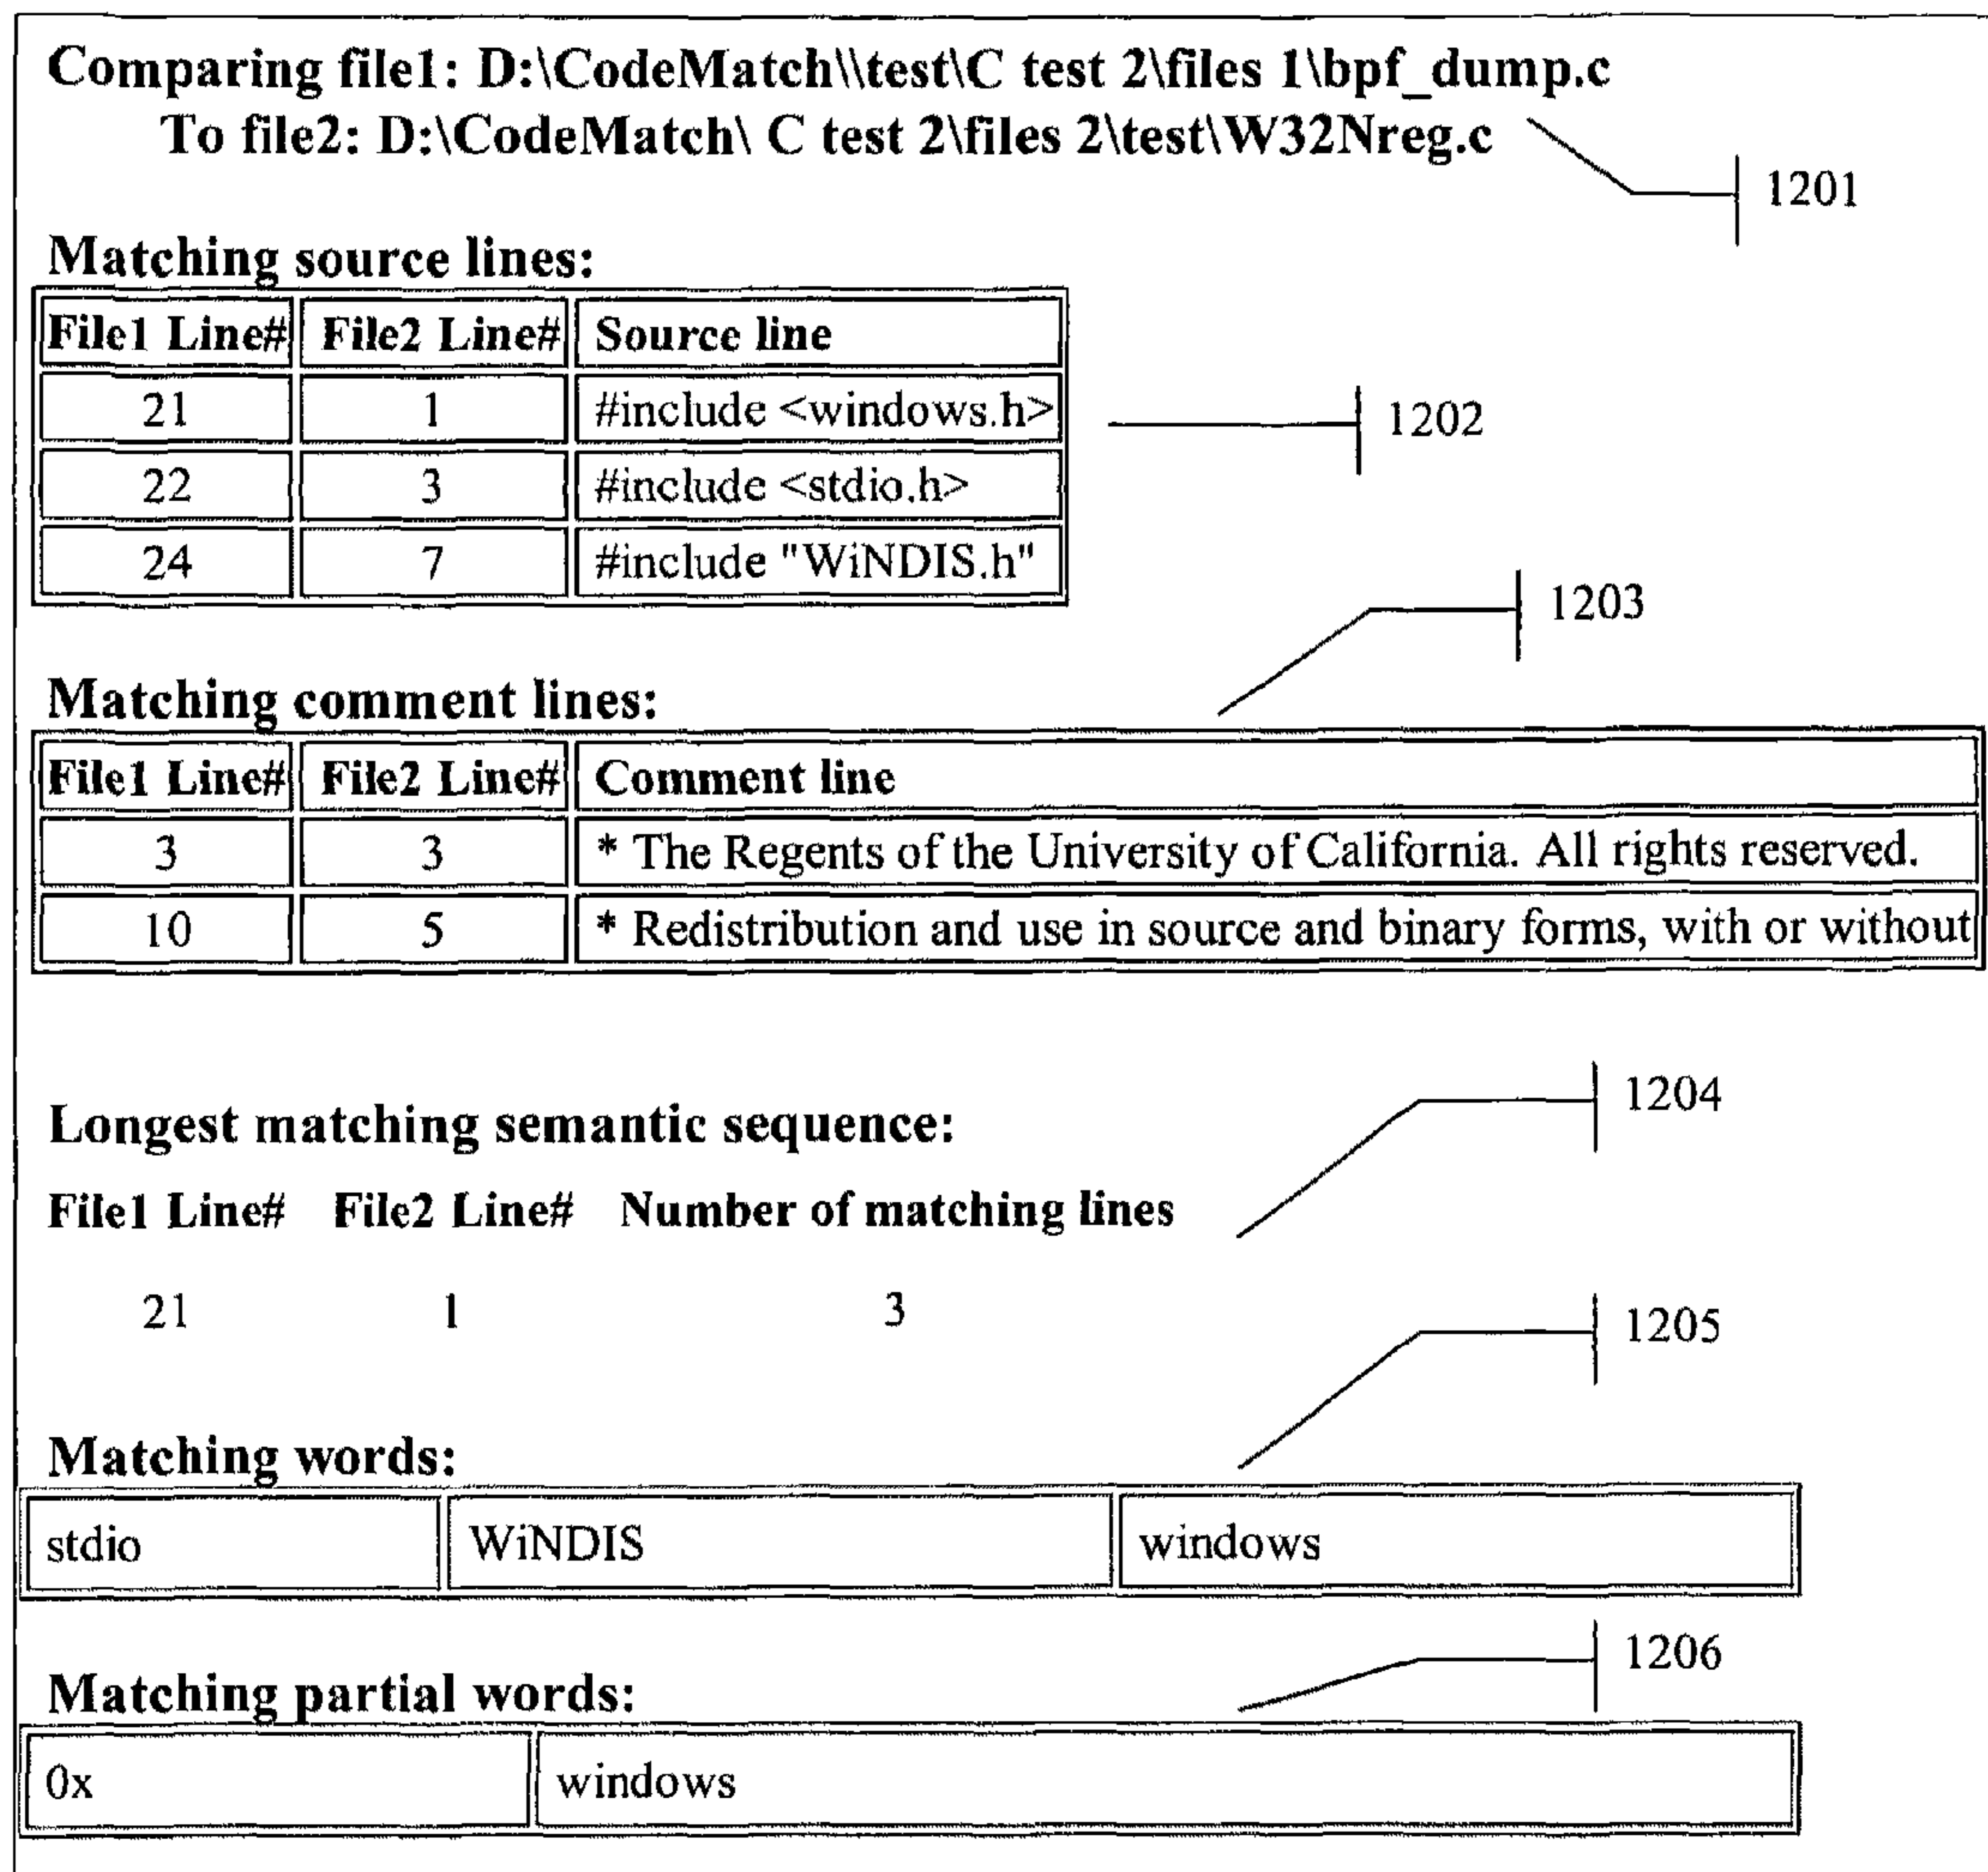 Comparing file1: D:\CodeMatch\\test\C test 2\files 1\bpf_dump.c
To file2: D:\CodeMatch\ C test 2\files 2\test\W32Nreg.c
1201
Matching source lines:
File1 Line# File2 Line# Source line
21 1 #include <windows.h>
1202
22 3 #include <stdio.h>
24 7 #include "WiNDIS.h"
1203
Matching comment lines:
File1 Line# File2 Line# Comment line
3 3 * The Regents of the University of California. All rights reserved.
10 5 * Redistribution and use in source and binary forms, with or without
1204
Longest matching semantic sequence:
File1 Line# File2 Line# Number of matching lines
21 1 3
1205
Matching words:
stdio WiNDIS windows
1206
Matching partial words:
0x windows